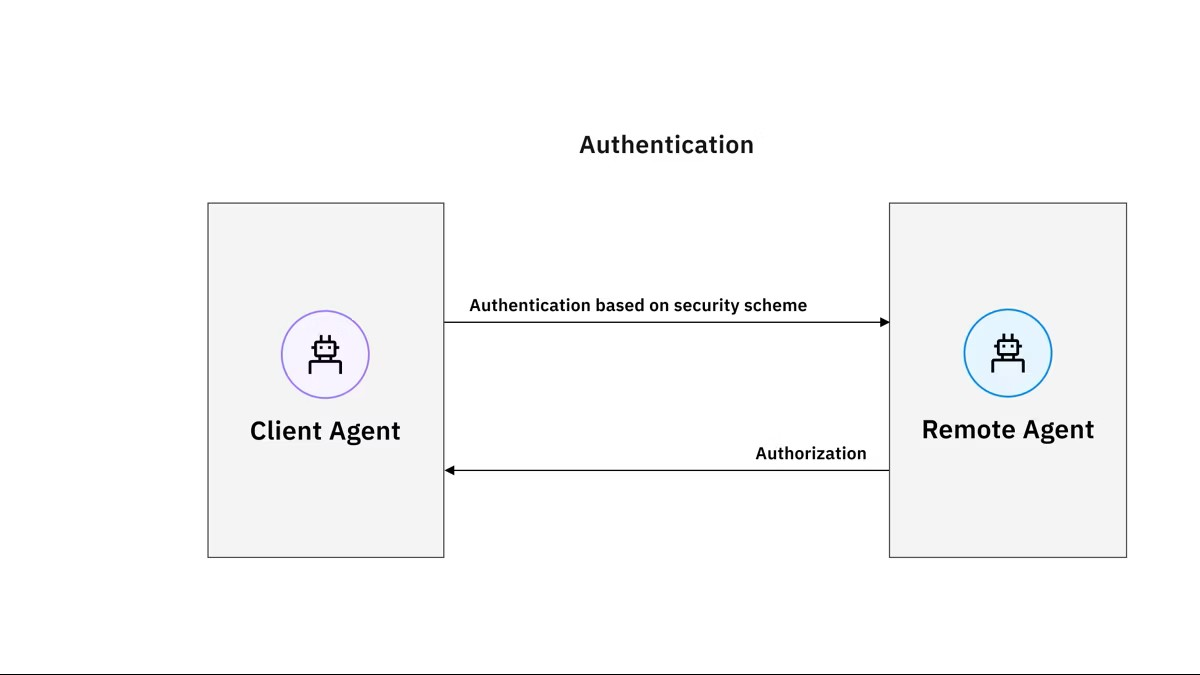 Authentication
Authentication based on security scheme
Client Agent
Remote Agent
Authorization